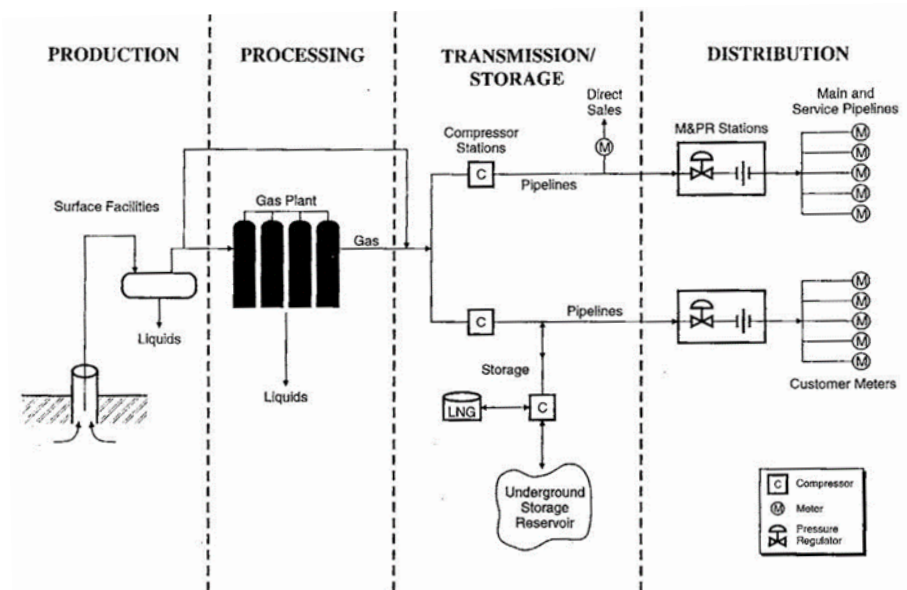 PRODUCTION
PROCESSING
TRANSMISSION/
STORAGE
DISTRIBUTION
Direct
Sales
Main and
Service Pipelines
Compressor
Stations
M&PR Stations
M
M
M
M
M
M
C
Pipelines
Surface Facilities
Gas Plant
Gas
Liquids
Liquids
C
Pipelines
M
M
M
M
M
Storage
Customer Meters
LNG
C
Underground
Storage
Reservoir
C Compressor
M Meter
Pressure
Regulator